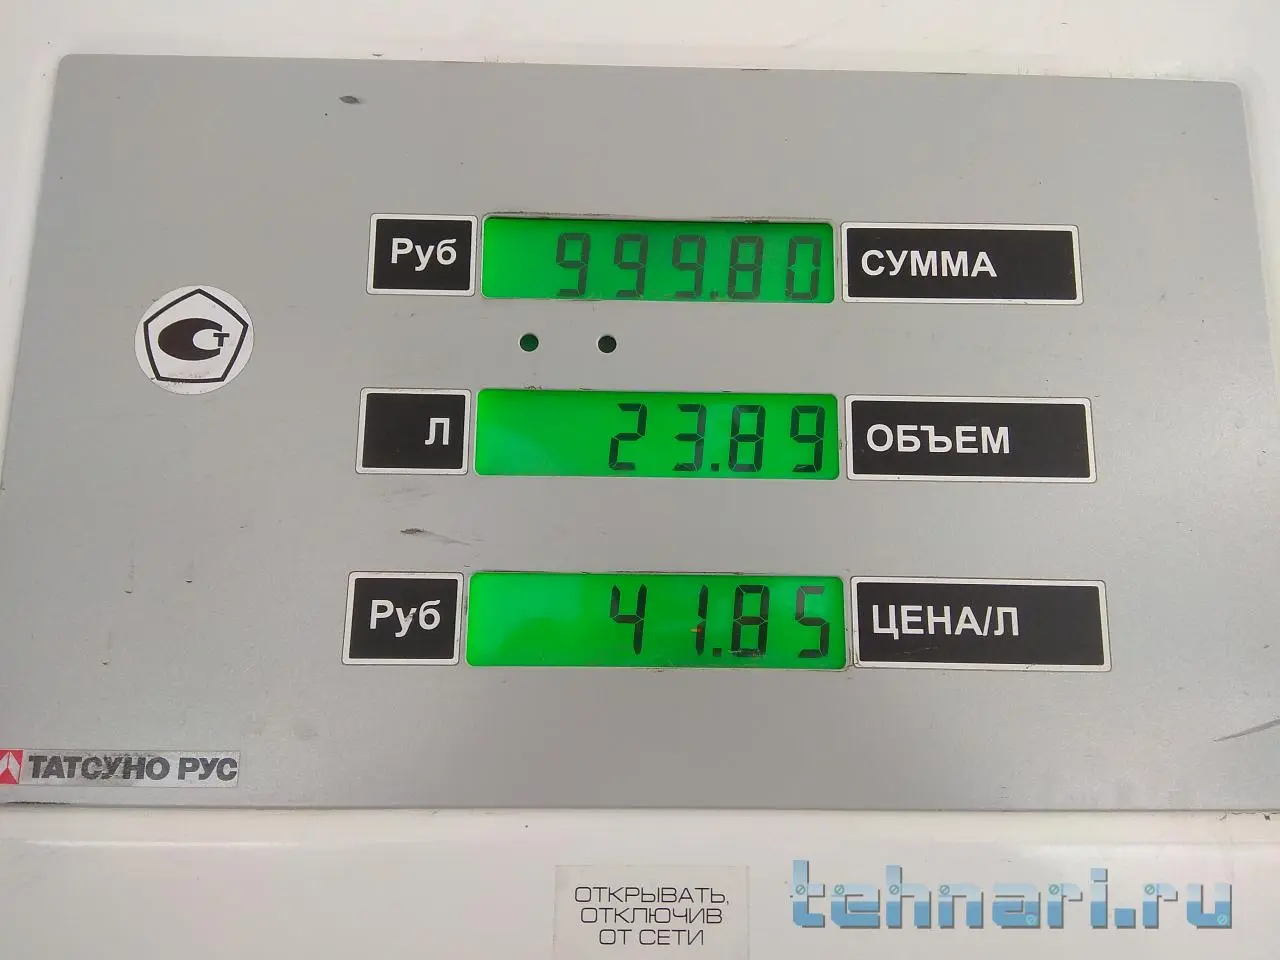 Руб 999.80 СУММА
Ст
Л 23.89 ОБЪЕМ
Руб 41.85 ЦЕНА/Л
ТАТСУНО РУС
ОТКРЫВАТЬ,
ОТКЛЮЧИВ
ОТ СЕТИ
tehnari.ru